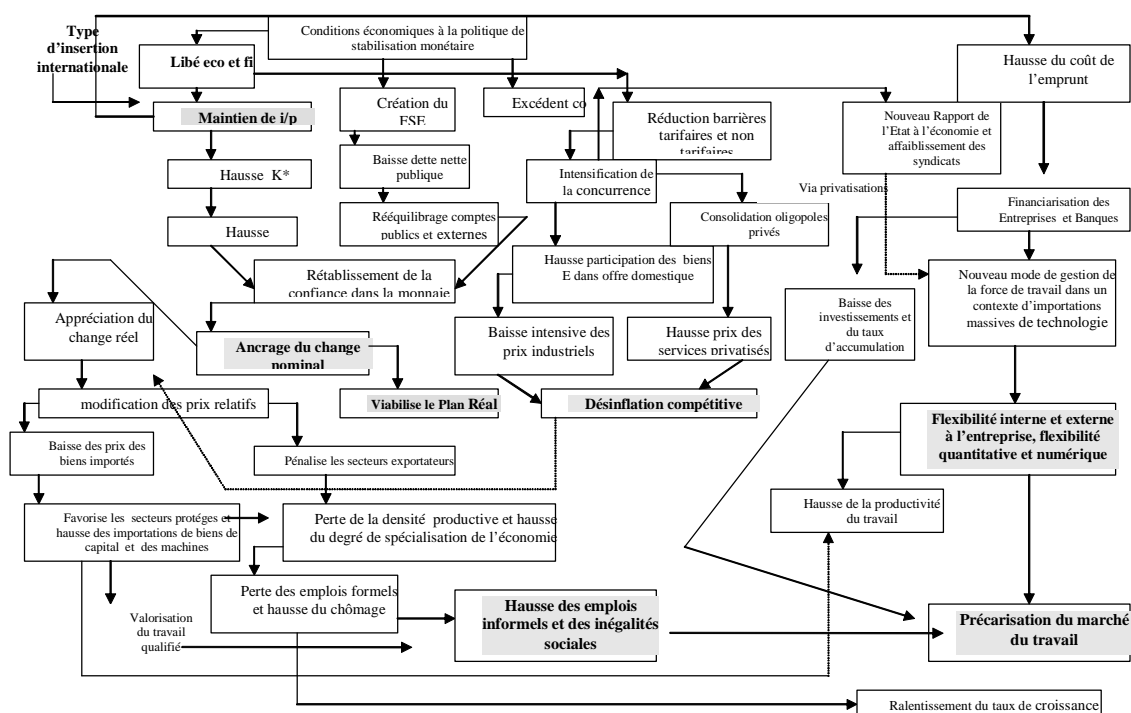 Type
d'insertion
internationale
Conditions économiques à la politique de
stabilisation monétaire
Libé eco et fi
Hausse du coût de
l'emprunt
Maintien de i/p
Création du
FSE
Excédent co
Réduction barrières
tarifaires et non
tarifaires
Nouveau Rapport de
l'Etat à l'économie et
affaiblissement des
syndicats
Hausse K*
Baisse dette nette
publique
Intensification de
la concurrence
Via privatisations
Hausse
Rééquilibrage comptes
publics et externes
Consolidation oligopoles
privés
Financiarisation des
Entreprises et Banques
Rétablissement de la
confiance dans la monnaie
Hausse participation des biens
E dans offre domestique
Nouveau mode de gestion de
la force de travail dans un
contexte d'importations
massives de technologie
Appréciation du
change réel
Ancrage du change
nominal
Baisse intensive des
prix industriels
Hausse prix des
services privatisés
Baisse des
investissements et
du taux
d'accumulation
modification des prix relatifs
Viabilise le Plan Réal
Désinflation compétitive
Flexibilité interne et externe
à l'entreprise, flexibilité
quantitative et numérique
Baisse des prix des
biens importés
Pénalise les secteurs exportateurs
Hausse de la productivité
du travail
Favorise les secteurs protéges et
hausse des importations de biens de
capital et des machines
Perte de la densité productive et hausse
du degré de spécialisation de l'économie
Perte des emplois formels
et hausse du chômage
Valorisation
du travail
qualifié
Hausse des emplois
informels et des inégalités
sociales
Précarisation du marché
du travail
Ralentissement du taux de croissance